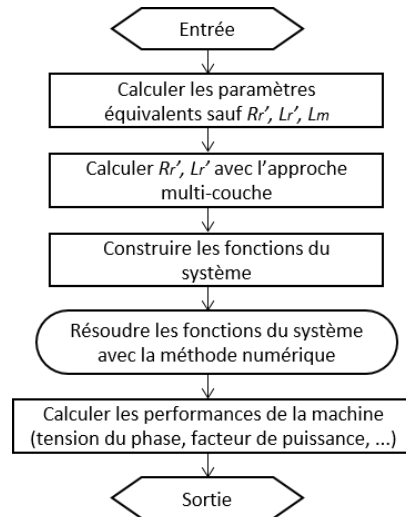 Entrée
Calculer les paramètres
équivalents sauf Rr’, Lr’, Lm
Calculer Rr’, Lr’ avec l’approche
multi-couche
Construire les fonctions du
système
Résoudre les fonctions du système
avec la méthode numérique
Calculer les performances de la machine
(tension du phase, facteur de puissance, ...)
Sortie